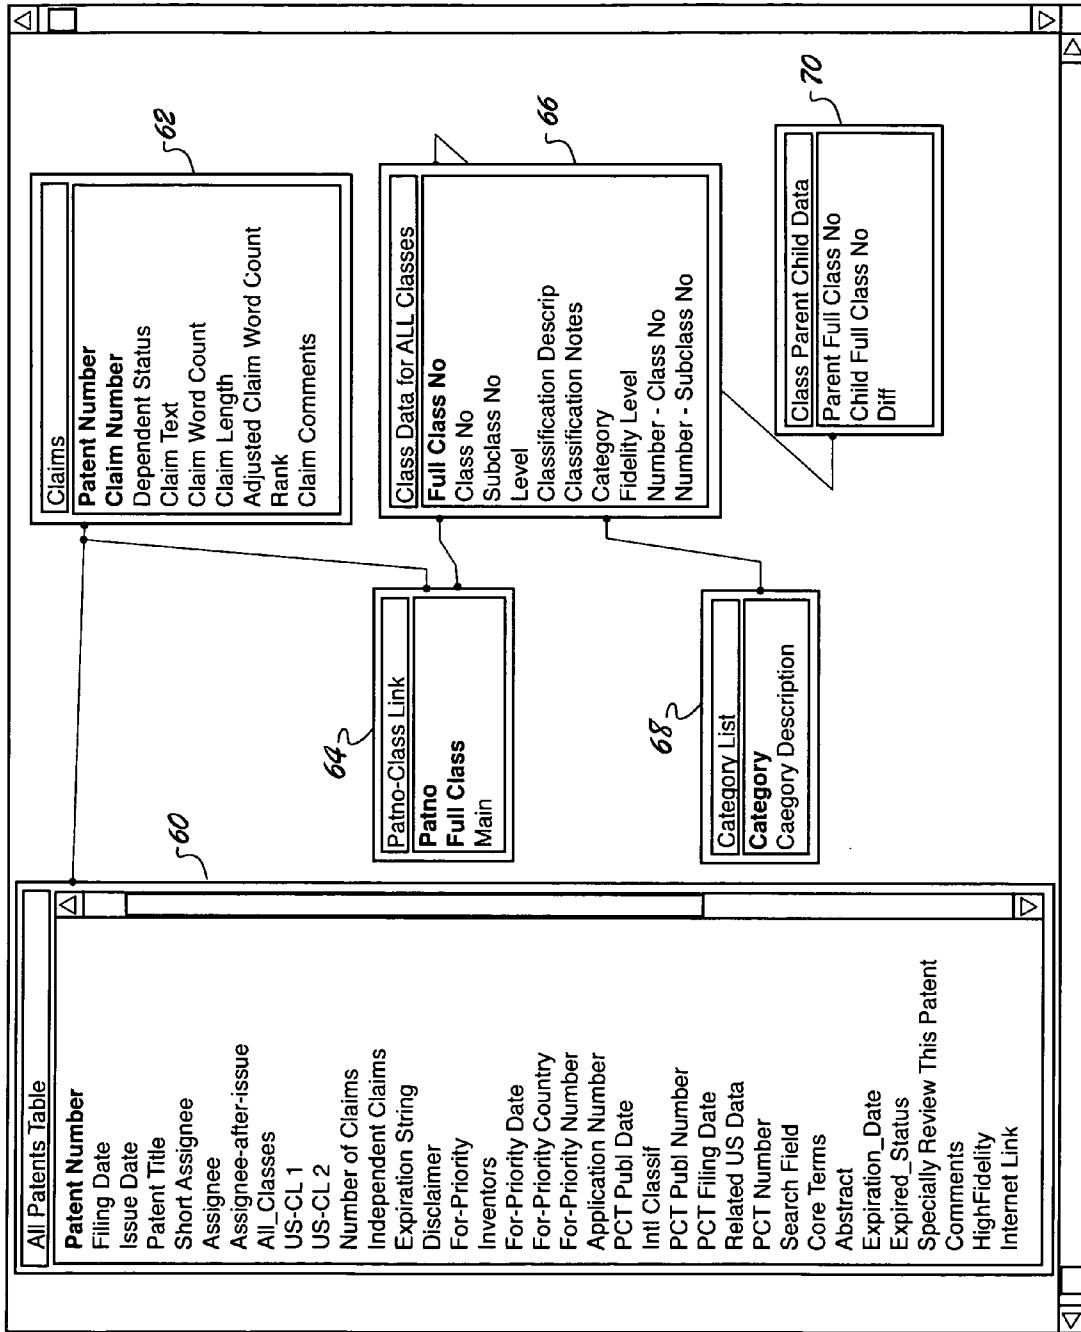 All Patents Table
Patent Number
Filing Date
Issue Date
Patent Title
Short Assignee
Assignee
Assignee-after-issue
All_Classes
US-CL 1
US-CL 2
Number of Claims
Independent Claims
Expiration String
Disclaimer
For-Priority
Inventors
For-Priority Date
For-Priority Country
For-Priority Number
Application Number
PCT Publ Date
Intl Classif
PCT Publ Number
PCT Filing Date
Related US Data
PCT Number
Search Field
Core Terms
Abstract
Expiration_Date
Expired_Status
Specially Review This Patent
Comments
HighFidelity
Internet Link
60
Patno-Class Link
Patno
Full Class
Main
64
Category List
Category
Caegory Description
68
Claims
Patent Number
Claim Number
Dependent Status
Claim Text
Claim Word Count
Claim Length
Adjusted Claim Word Count
Rank
Claim Comments
62
Class Data for ALL Classes
Full Class No
Class No
Subclass No
Level
Classification Descrip
Classification Notes
Category
Fidelity Level
Number - Class No
Number - Subclass No
66
Class Parent Child Data
Parent Full Class No
Child Full Class No
Diff
70